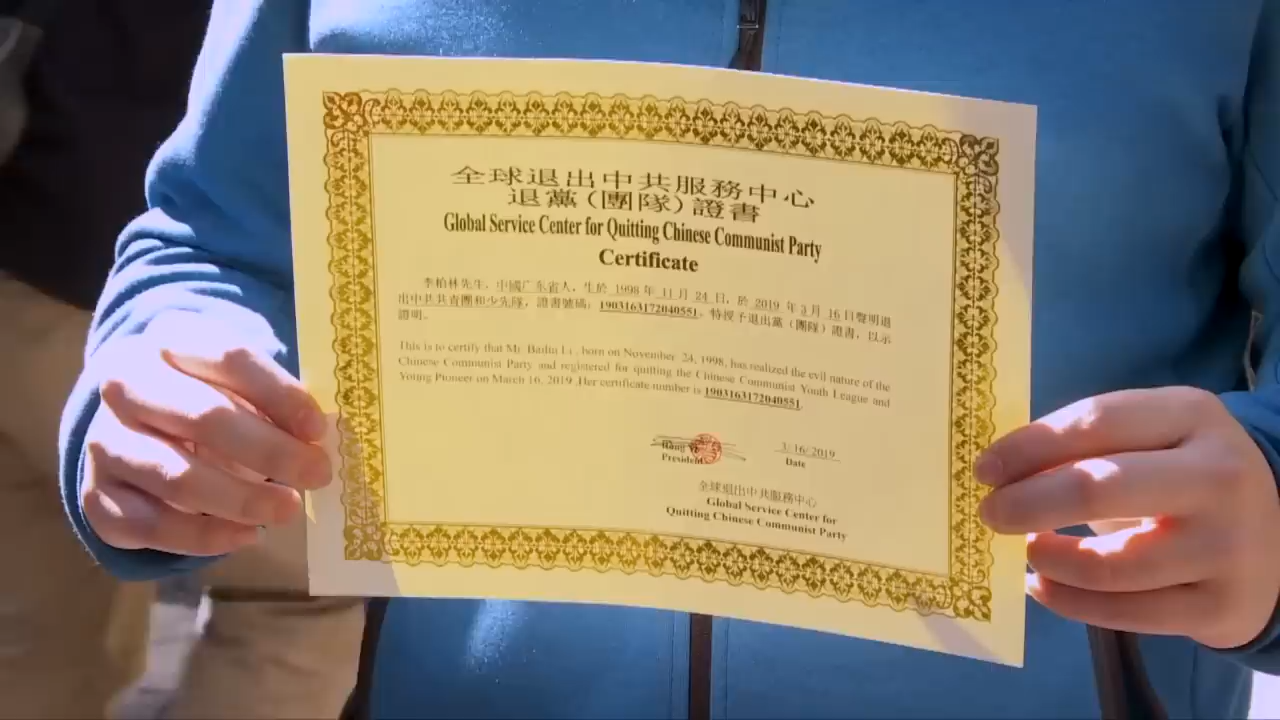 全球退出中共服務中心
退黨（團隊）證書
Global Service Center for Quitting Chinese Communist Party
Certificate
李柏林先生，中國广东省人，生於 1998 年 11 月 24 日，於 2019 年 3 月 16 日聲明退
出中共共青團和少先隊，證書號碼：1903163172040551，特授予退出黨（團隊）證書，以示
證明。
This is to certify that Mr. Bailin Li , born on November 24, 1998, has realized the evil nature of the
Chinese Communist Party and registered for quitting the Chinese Communist Youth League and
Young Pioneer on March 16, 2019 .Her certificate number is 1903163172040551.
3/16/2019
President
Date
全球退出中共服務中心
Global Service Center for
Quitting Chinese Communist Party